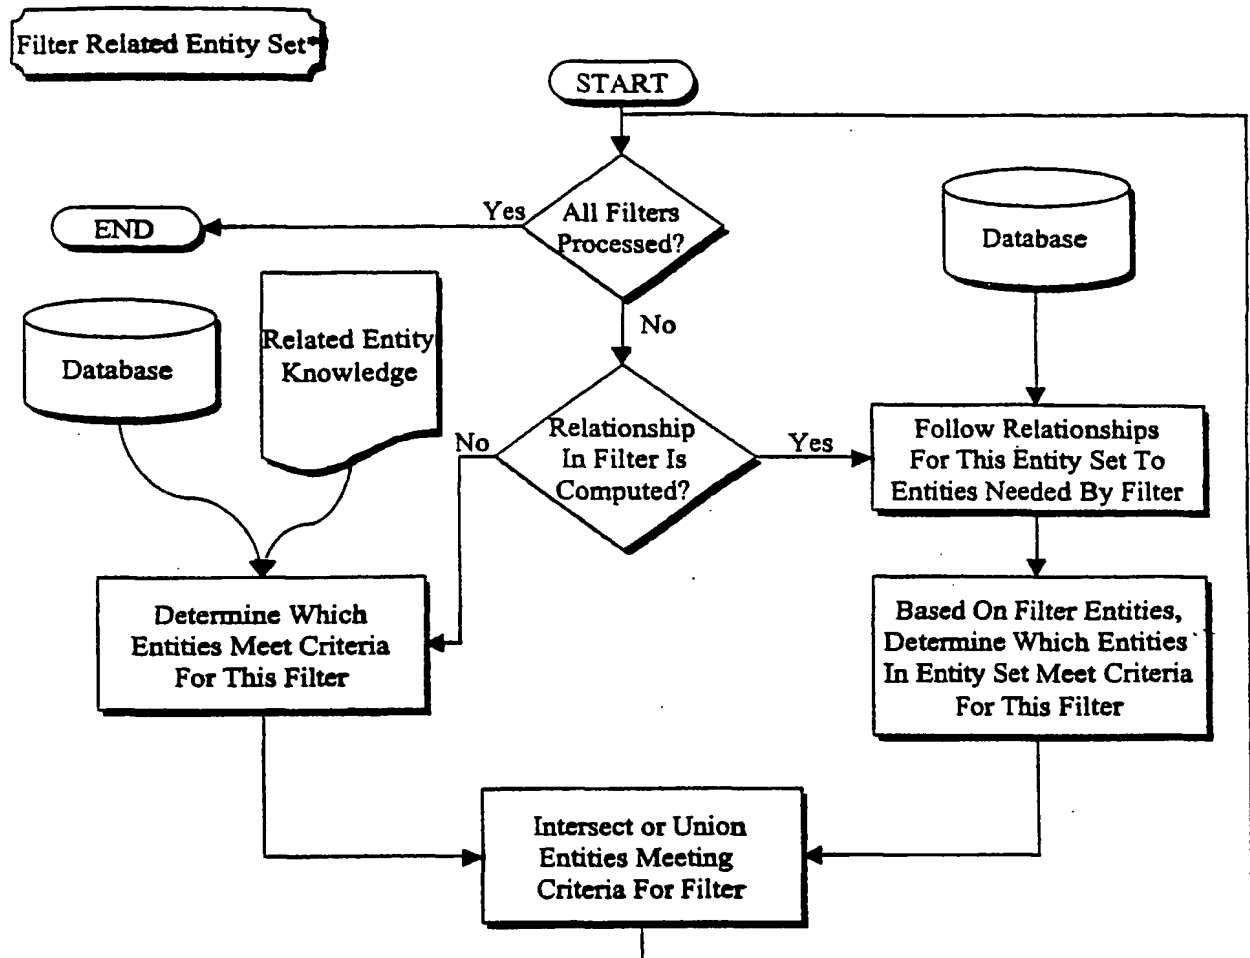 Filter Related Entity Set
START
All Filters
Processed?
Yes
END
No
Database
Database
Related Entity
Knowledge
Relationship
In Filter Is
Computed?
No
Yes
Follow Relationships
For This Entity Set To
Entities Needed By Filter
Determine Which
Entities Meet Criteria
For This Filter
Based On Filter Entities,
Determine Which Entities
In Entity Set Meet Criteria
For This Filter
Intersect or Union
Entities Meeting
Criteria For Filter